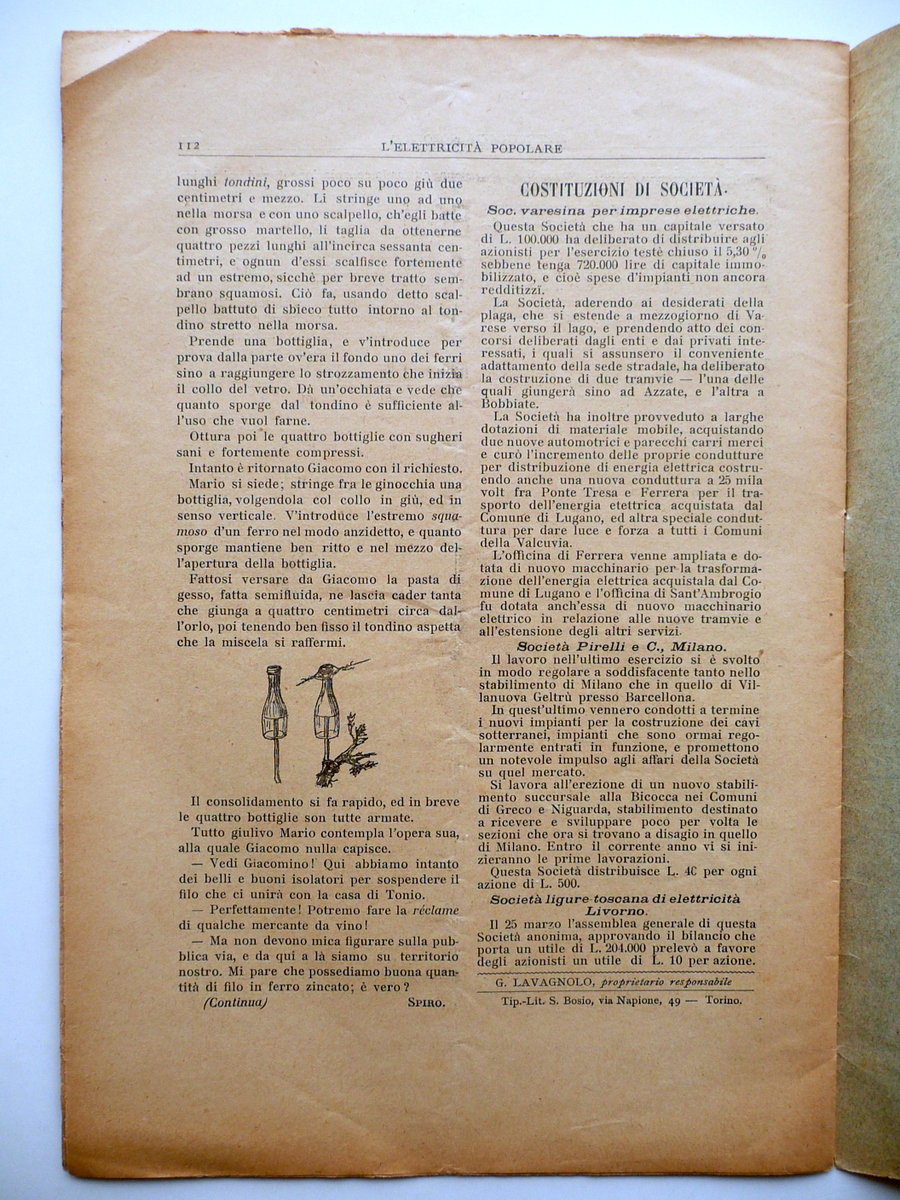 112
L'ELETTRICITÀ POPOLARE
lunghi tondini, grossi poco su poco giù due
centimetri e mezzo. Li stringe uno ad uno
nella morsa e con uno scalpello, ch'egli batte
con grosso martello, li taglia da ottenerne
quattro pezzi lunghi all'incirca sessanta cen-
timetri, e ognun d'essi scalfisce fortemente
ad un estremo, sicchè per breve tratto sem-
brano squamosi. Ciò fa, usando detto scal-
pello battuto di sbieco tutto intorno al ton-
dino stretto nella morsa.
Prende una bottiglia, e v'introduce per
prova dalla parte ov'era il fondo uno dei ferri
sino a raggiungere lo strozzamento che inizia
il collo del vetro. Dà un'occhiata e vede che
quanto sporge dal tondino è sufficiente al-
l'uso che vuol farne.
Ottura poi le quattro bottiglie con sugheri
sani e fortemente compressi.
Intanto è ritornato Giacomo con il richiesto.
Mario si siede; stringe fra le ginocchia una
bottiglia, volgendola col collo in giù, ed in
senso verticale. V'introduce l'estremo squa-
moso d'un ferro nel modo anzidetto, e quanto
sporge mantiene ben ritto e nel mezzo del-
l'apertura della bottiglia.
Fattosi versare da Giacomo la pasta di
gesso, fatta semifluida, ne lascia cader tanta
che giunga a quattro centimetri circa dal-
l'orlo, poi tenendo ben fisso il tondino aspetta
che la miscela si raffermi.
Il consolidamento si fa rapido, ed in breve
le quattro bottiglie son tutte armate.
Tutto giulivo Mario contempla l'opera sua,
alla quale Giacomo nulla capisce.
— Vedi Giacomino! Qui abbiamo intanto
dei belli e buoni isolatori per sospendere il
filo che ci unirà con la casa di Tonio.
— Perfettamente! Potremo fare la réclame
di qualche mercante da vino!
— Ma non devono mica figurare sulla pub-
blica via, e da qui a là siamo su territorio
nostro. Mi pare che possediamo buona quan-
tità di filo in ferro zincato; è vero?
(Continua) SPIRO.
COSTITUZIONI DI SOCIETÀ.
Soc. varesina per imprese elettriche.
Questa Società che ha un capitale versato
di L. 100.000 ha deliberato di distribuire agli
azionisti per l'esercizio testè chiuso il 5,30 %
sebbene tenga 720.000 lire di capitale immo-
bilizzato, e cioè spese d'impianti non ancora
redditizzi.
La Società, aderendo ai desiderati della
plaga, che si estende a mezzogiorno di Va-
rese verso il lago, e prendendo atto dei con-
corsi deliberati dagli enti e dai privati inte-
ressati, i quali si assunsero il conveniente
adattamento della sede stradale, ha deliberato
la costruzione di due tramvie — l'una delle
quali giungerà sino ad Azzate, e l'altra a
Bobbiate.
La Società ha inoltre provveduto a larghe
dotazioni di materiale mobile, acquistando
due nuove automotrici e parecchi carri merci
e curò l'incremento delle proprie condutture
per distribuzione di energia elettrica costru-
endo anche una nuova conduttura a 25 mila
volt fra Ponte Tresa e Ferrera per il tra-
sporto dell'energia elettrica acquistata dal
Comune di Lugano, ed altra speciale condut-
tura per dare luce e forza a tutti i Comuni
della Valcuvia.
L'officina di Ferrera venne ampliata e do-
tata di nuovo macchinario per la trasforma-
zione dell'energia elettrica acquistala dal Co-
mune di Lugano e l'officina di Sant'Ambrogio
fu dotata anch'essa di nuovo macchinario
elettrico in relazione alle nuove tramvie e
all'estensione degli altri servizi.
Società Pirelli e C., Milano.
Il lavoro nell'ultimo esercizio si è svolto
in modo regolare a soddisfacente tanto nello
stabilimento di Milano che in quello di Vil-
lanuova Geltrù presso Barcellona.
In quest'ultimo vennero condotti a termine
i nuovi impianti per la costruzione dei cavi
sotterranei, impianti che sono ormai rego-
larmente entrati in funzione, e promettono
un notevole impulso agli affari della Società
su quel mercato.
Si lavora all'erezione di un nuovo stabili-
mento succursale alla Bicocca nei Comuni
di Greco e Niguarda, stabilimento destinato
a ricevere e sviluppare poco per volta le
sezioni che ora si trovano a disagio in quello
di Milano. Entro il corrente anno vi si ini-
zieranno le prime lavorazioni.
Questa Società distribuisce L. 40 per ogni
azione di L. 500.
Società ligure-toscana di elettricità
Livorno.
Il 25 marzo l'assemblea generale di questa
Società anonima, approvando il bilancio che
porta un utile di L. 204.000 prelevò a favore
degli azionisti un utile di L. 10 per azione.
G. LAVAGNOLO, proprietario responsabile
Tip.-Lit. S. Bosio, via Napione, 49 — Torino.